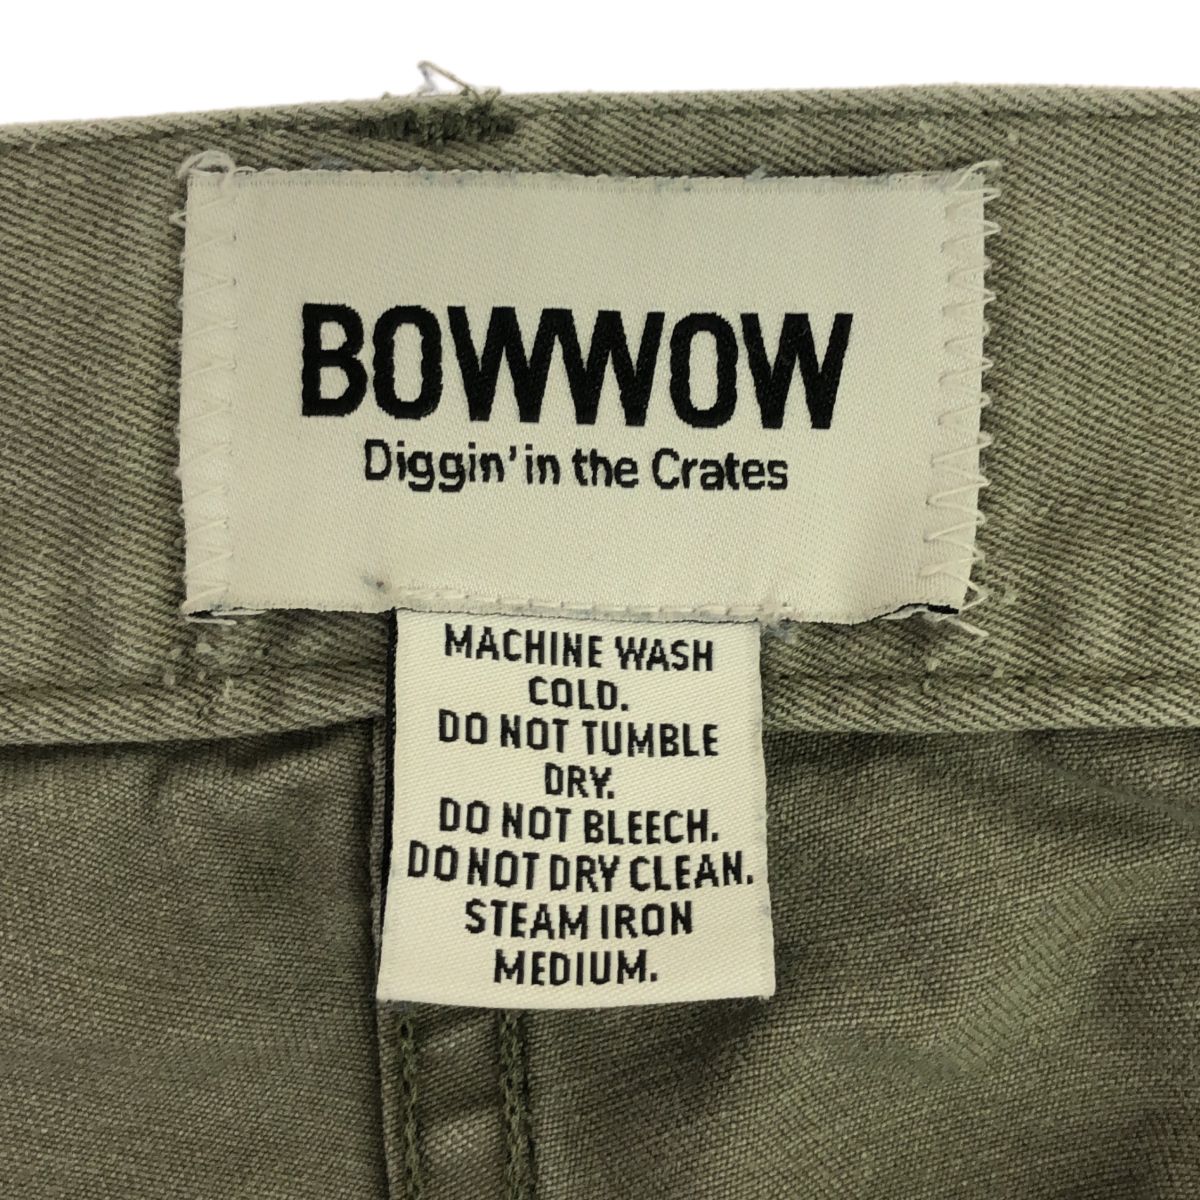 BOWWOW
Diggin' in the Crates
MACHINE WASH
COLD.
DO NOT TUMBLE
DRY.
DO NOT BLEECH.
DO NOT DRY CLEAN.
STEAM IRON
MEDIUM.